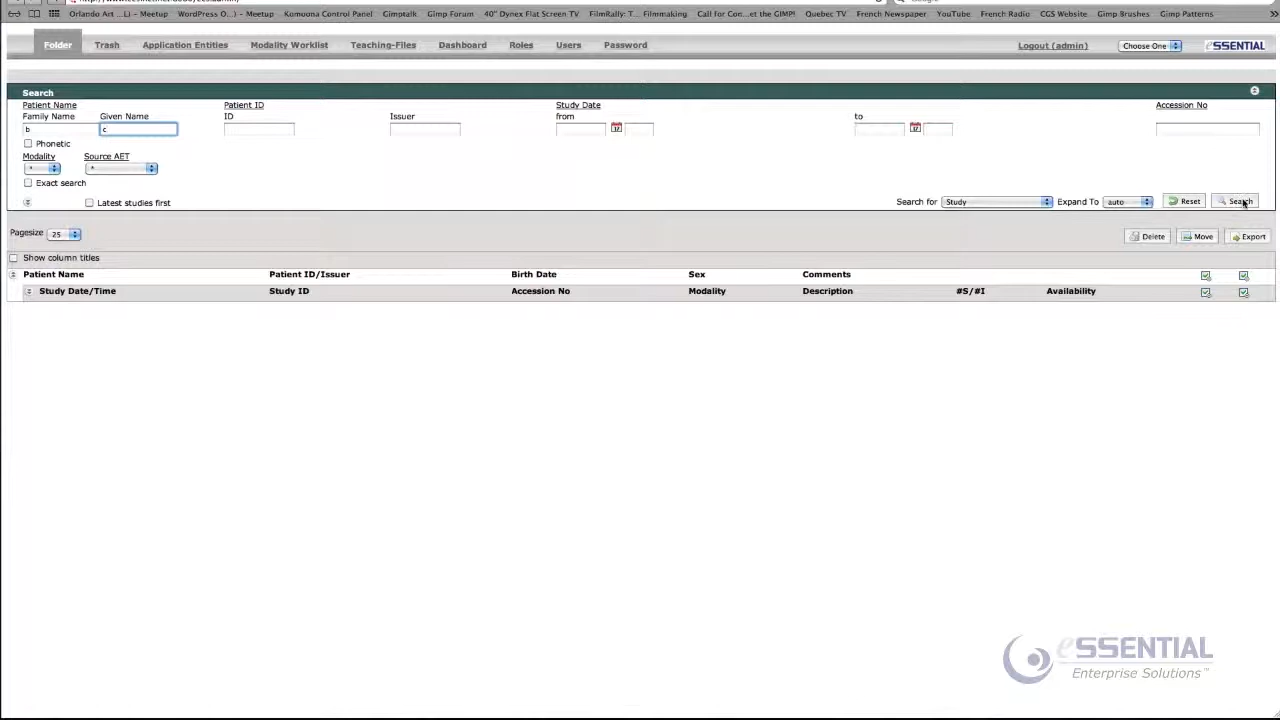 Orlando Art ...L) – Meetup WordPress O... – Meetup Kamouna Control Panel Gimptalk Gimp Forum 40" Dynex Flat Screen TV FilmRally: T... Filmmaking Call for Con...et the GIMP! Quebec TV French Newspaper YouTube French Radio CGS Website Gimp Brushes Gimp Patterns
Folder Trash Application Entities Modality Worklist Teaching-Files Dashboard Roles Users Password Logout (admin) Choose One eSSENTIAL
Search
Patient Name Patient ID Study Date Accession No
Family Name Given Name ID Issuer from to
b c
Phonetic
Modality Source AET
* *
Exact search
Latest studies first Search for Study Expand To auto Reset Search
Pagesize 25 Delete Move Export
Show column titles
Patient Name Patient ID/Issuer Birth Date Sex Comments
Study Date/Time Study ID Accession No Modality Description #S/#I Availability
eSSENTIAL
Enterprise Solutions™